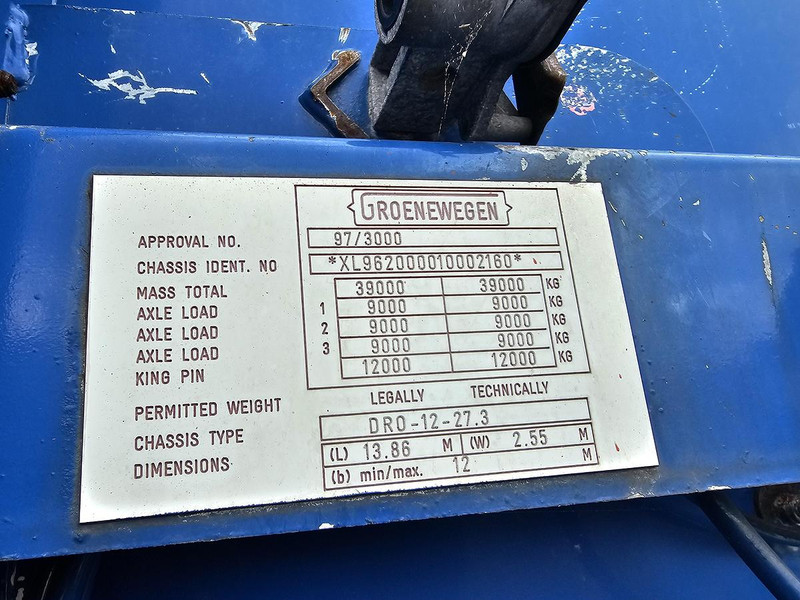 GROENEWEGEN
APPROVAL NO. 97/3000
CHASSIS IDENT. NO *XL962000010002160*
MASS TOTAL 39000 39000 KG
AXLE LOAD 1 9000 9000 KG
AXLE LOAD 2 9000 9000 KG
AXLE LOAD 3 9000 9000
KING PIN 12000 12000 KG
PERMITTED WEIGHT LEGALLY TECHNICALLY
CHASSIS TYPE DRO-12-27.3
DIMENSIONS (L) 13.86 M (W) 2.55 M
(b) min/max. 12 M